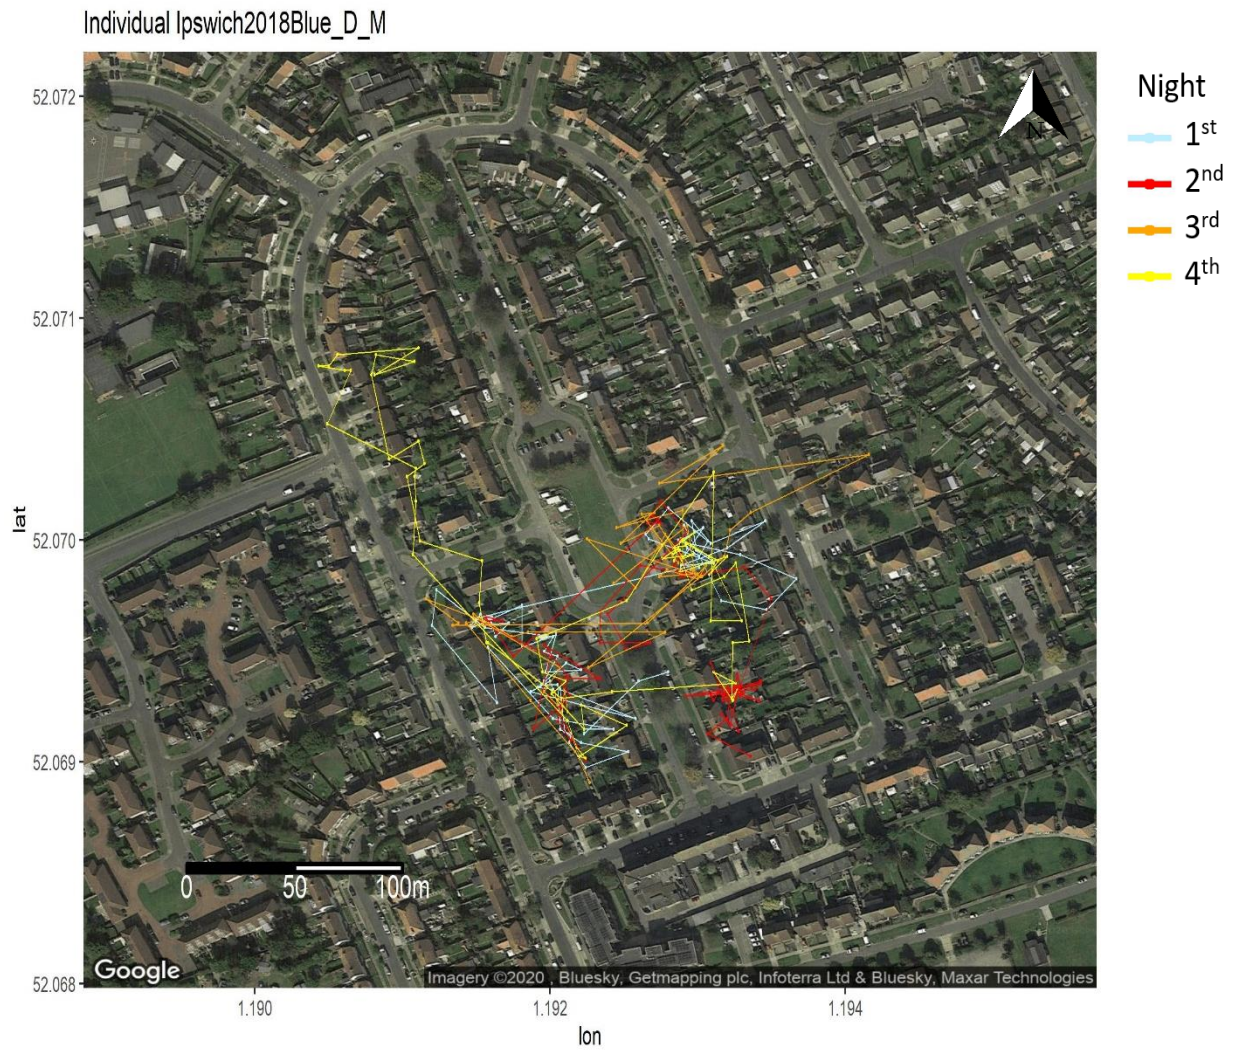 Individual Ipswich2018Blue_D_M
Night
1st
2nd
3rd
4th
N
52.072
52.071
52.070
52.069
52.068
lat
0 50 100m
Google
Imagery ©2020 , Bluesky, Getmapping plc, Infoterra Ltd & Bluesky, Maxar Technologies
1.190 1.192 1.194
lon